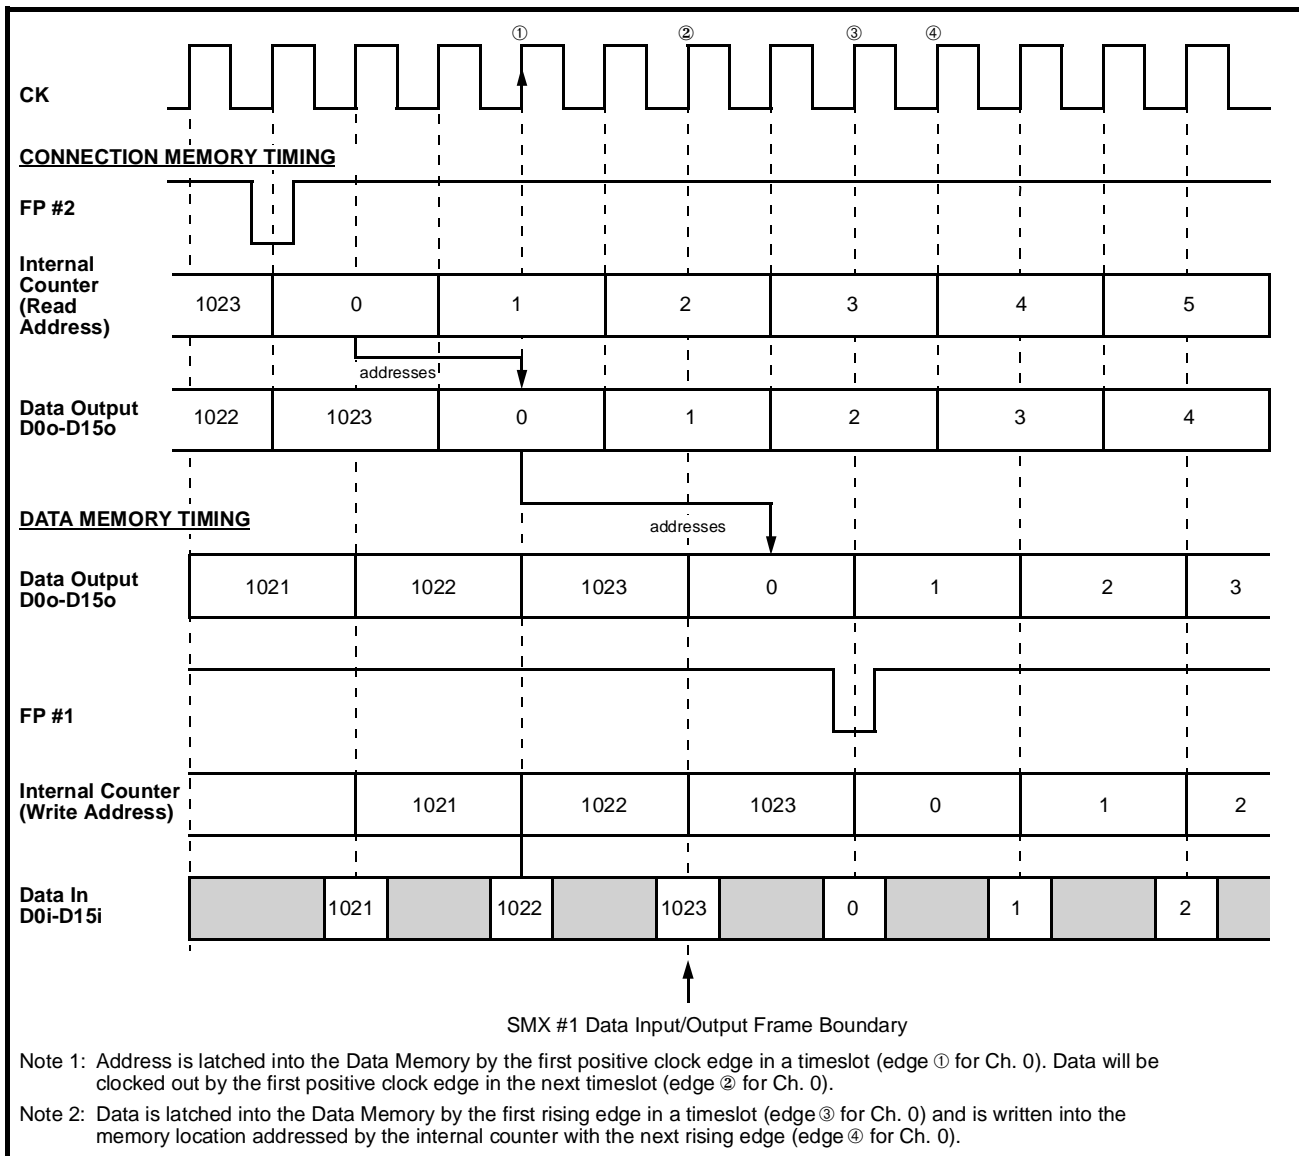 ① ② ③ ④
CK
CONNECTION MEMORY TIMING
FP #2
Internal
Counter
(Read
Address)
1023 0 1 2 3 4 5
addresses
Data Output
D0o-D15o
1022 1023 0 1 2 3 4
DATA MEMORY TIMING
addresses
Data Output
D0o-D15o
1021 1022 1023 0 1 2 3
FP #1
Internal Counter
(Write Address)
1021 1022 1023 0 1 2
Data In
D0i-D15i
1021 1022 1023 0 1 2
SMX #1 Data Input/Output Frame Boundary
Note 1: Address is latched into the Data Memory by the first positive clock edge in a timeslot (edge ① for Ch. 0). Data will be
clocked out by the first positive clock edge in the next timeslot (edge ② for Ch. 0).
Note 2: Data is latched into the Data Memory by the first rising edge in a timeslot (edge ③ for Ch. 0) and is written into the
memory location addressed by the internal counter with the next rising edge (edge ④ for Ch. 0).